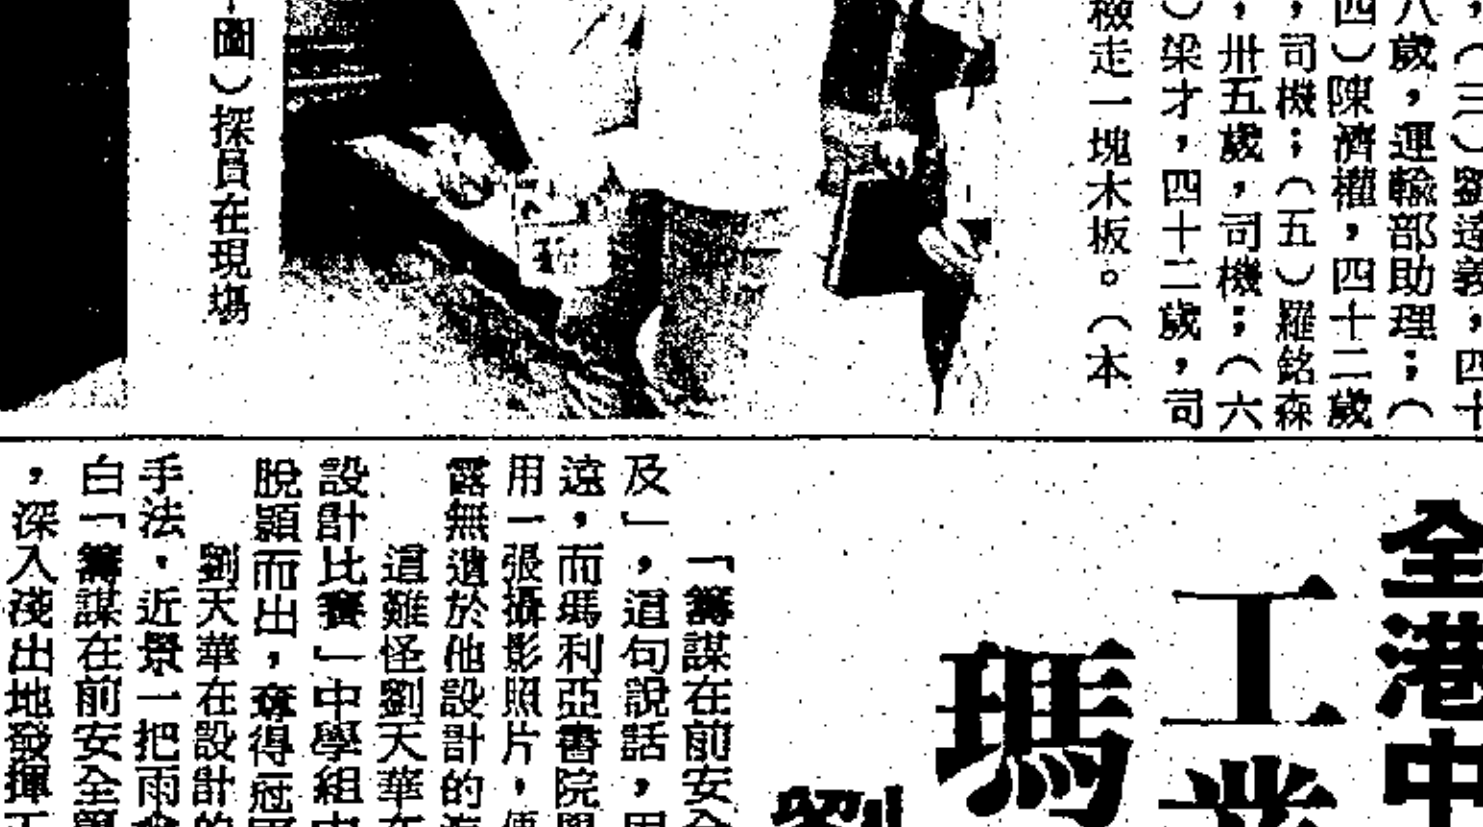 ，（三）劉
義，四十
八歲，運輸部助理；（
四）陳濟權，四十二歲
，司機；（五）羅銘森
，卅五歲，司機；（六
）梁才，四十二歲，司
檢走一塊木板。（本
圖）探員在現場
全港中
工業
瑪
劉
「籌謀在前安全
及」，這句說話，用
遠，而瑪利亞書院學
用一張攝影照片，便
露無遺於他設計的海
這難怪劉天華在
設計比賽」中學組中
脫穎而出，奪得冠軍
劉天華在設計的
手法，近景一把雨傘
白「籌謀在前安全
，深入淺出地發揮工